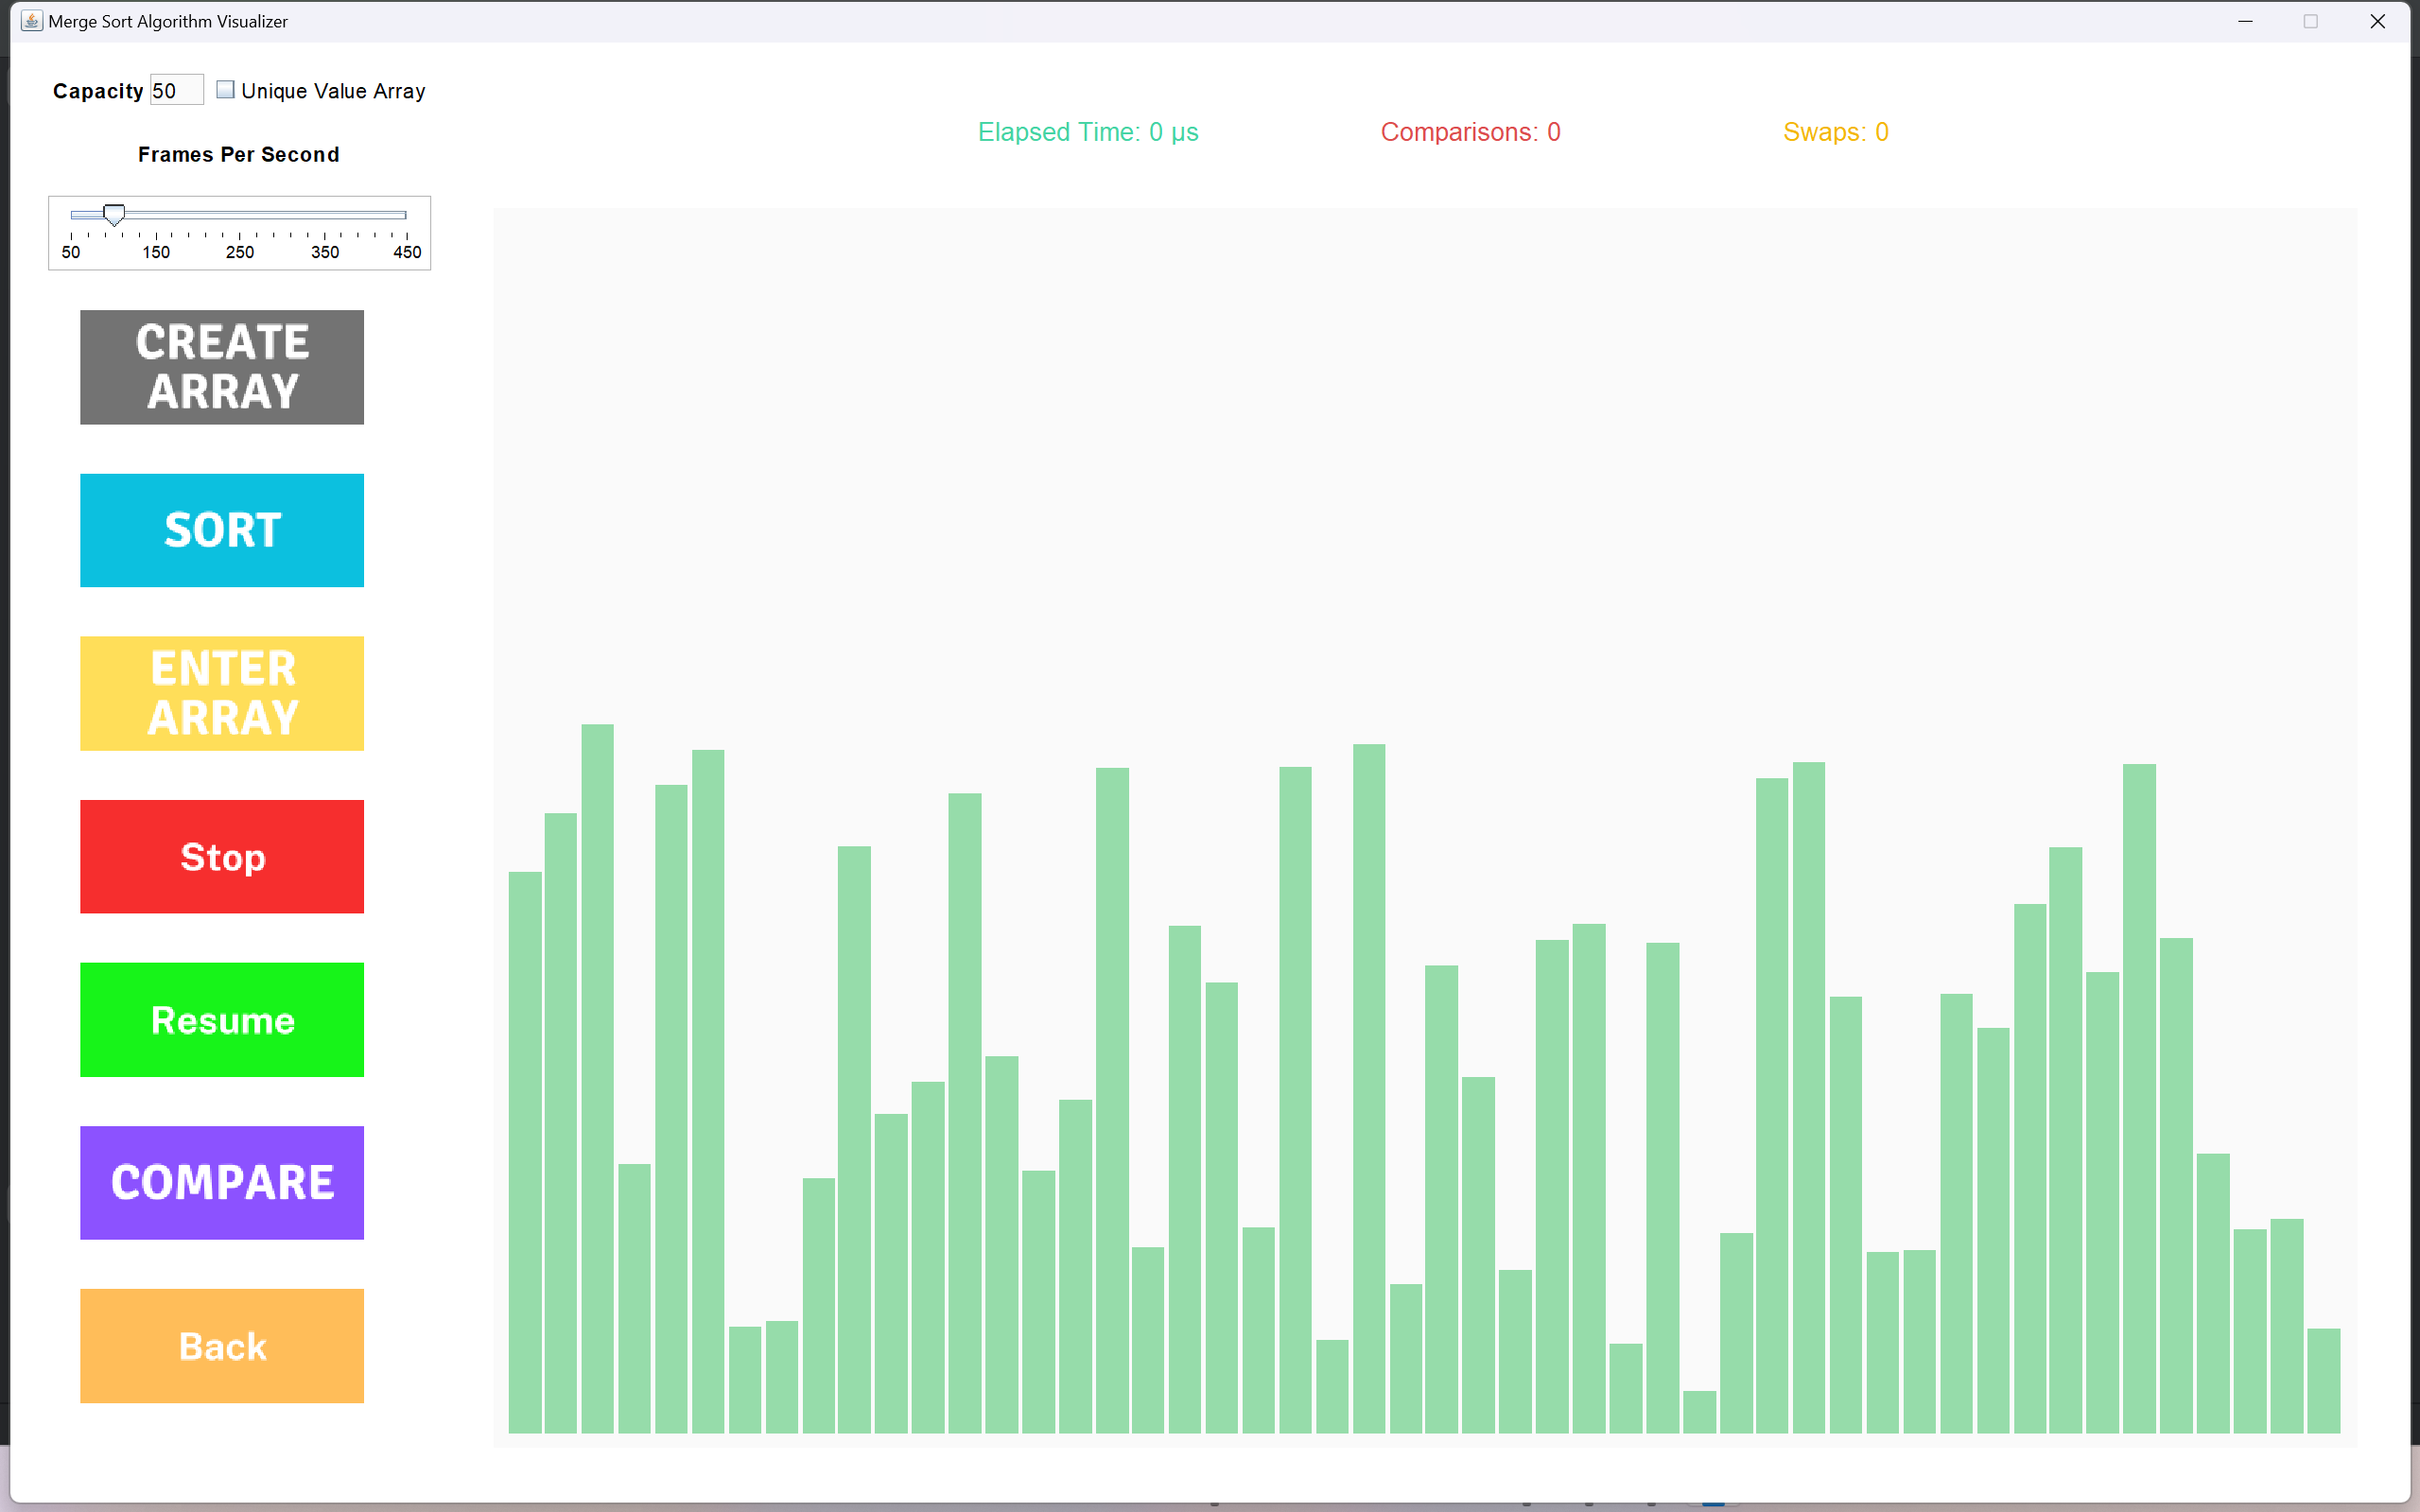 Merge Sort Algorithm Visualizer
Capacity 50 Unique Value Array
Elapsed Time: 0 µs Comparisons: 0 Swaps: 0
Frames Per Second
50 150 250 350 450
CREATE
ARRAY
SORT
ENTER
ARRAY
Stop
Resume
COMPARE
Back